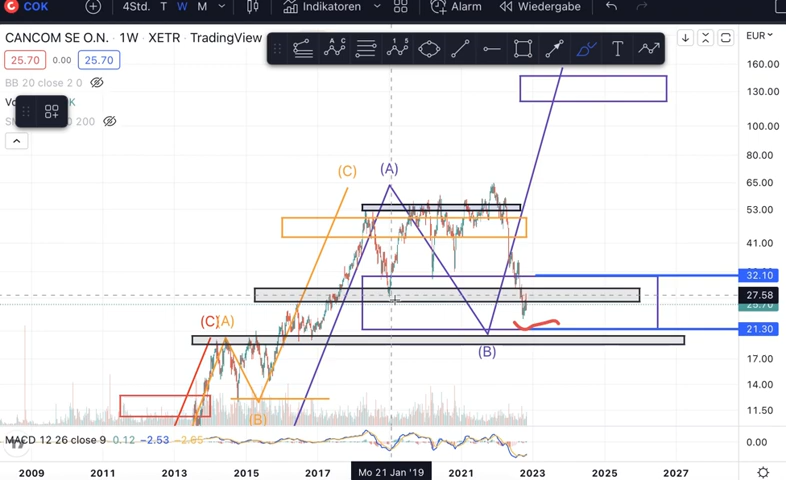 COK 4Std. T W M Indikatoren Alarm Wiedergabe
CANCOM SE O.N. · 1W · XETR · TradingView
EUR
25.70 0.00 25.70
BB 20 close 2 0
160.00
130.00
100.00
80.00
65.00
53.00
41.00
32.10
27.58
25.70
21.30
17.00
14.00
11.50
(C)
(A)
(C)
(A)
(B)
(B)
MACD 12 26 close 9 0.12 −2.53 −2.65
0.00
2009 2011 2013 2015 2017 Mo 21 Jan '19 2021 2023 2025 2027